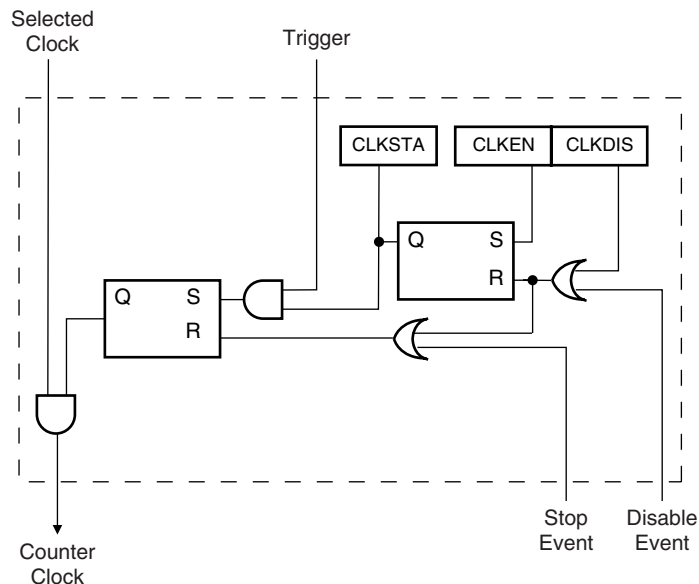 Selected
Clock
Trigger
CLKSTA
CLKEN
CLKDIS
Q
S
R
Q
S
R
Stop
Event
Disable
Event
Counter
Clock